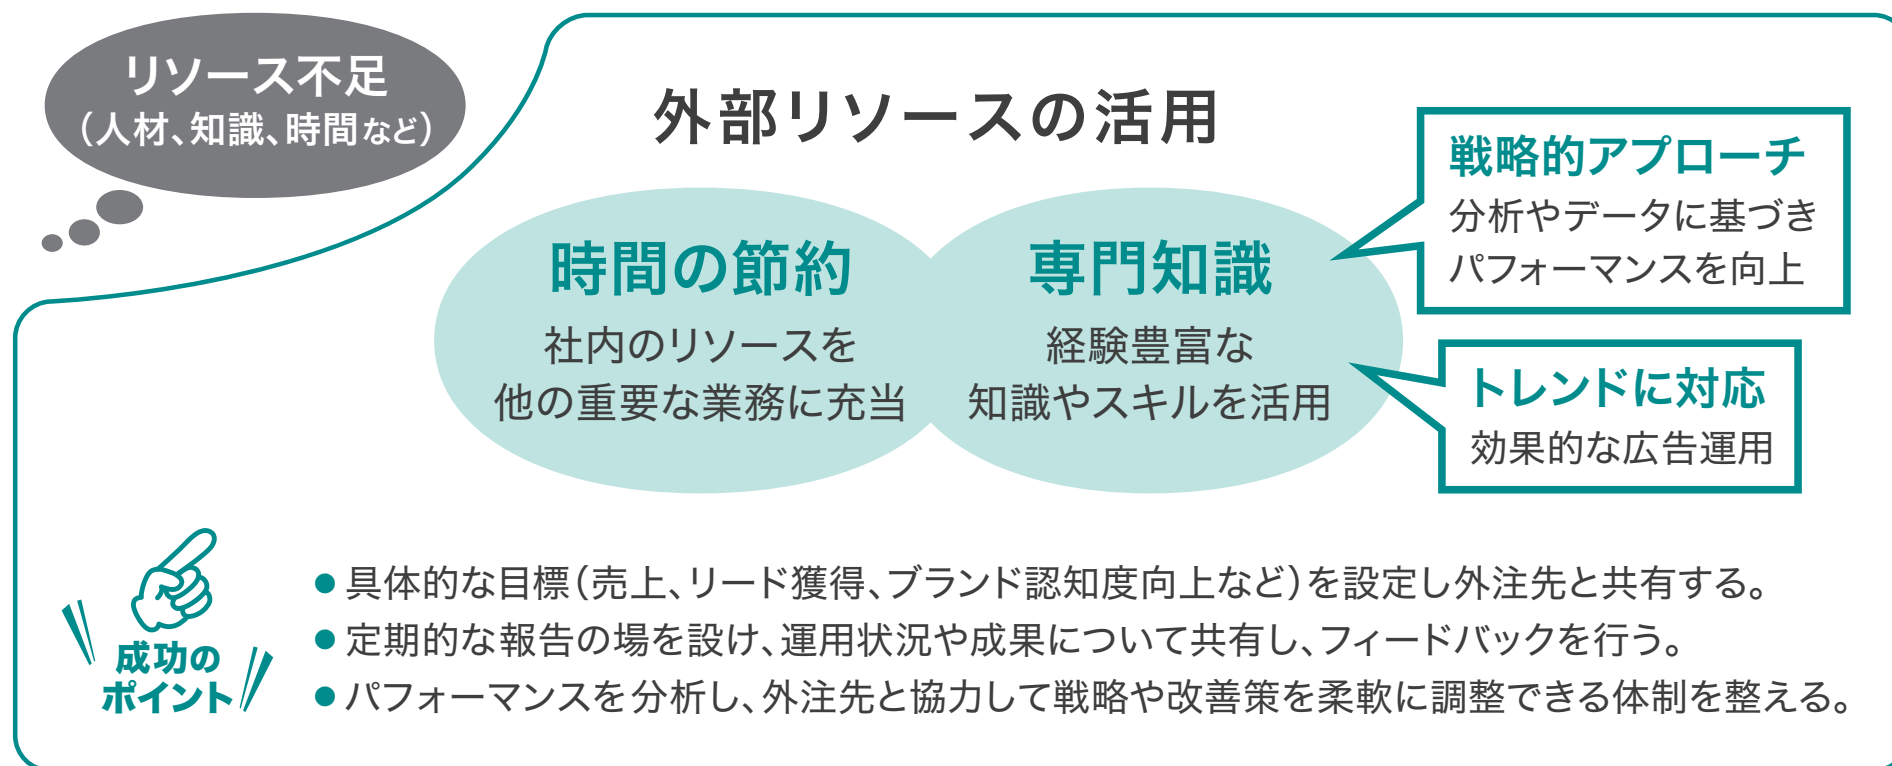 リソース不足
（人材、知識、時間など）
外部リソースの活用
時間の節約
社内のリソースを
他の重要な業務に充当
専門知識
経験豊富な
知識やスキルを活用
戦略的アプローチ
分析やデータに基づき
パフォーマンスを向上
トレンドに対応
効果的な広告運用
成功の
ポイント
●具体的な目標（売上、リード獲得、ブランド認知度向上など）を設定し外注先と共有する。
●定期的な報告の場を設け、運用状況や成果について共有し、フィードバックを行う。
●パフォーマンスを分析し、外注先と協力して戦略や改善策を柔軟に調整できる体制を整える。